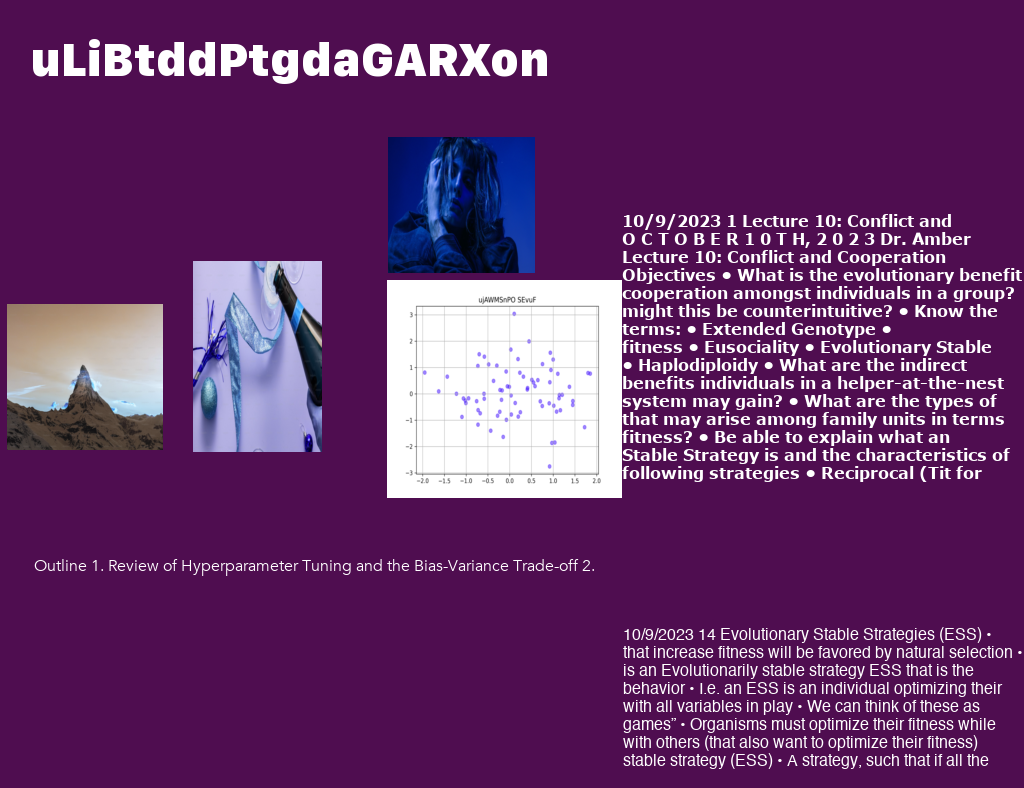 uLiBtddPtgdaGARXon
10/9/2023 1 Lecture 10: Conflict and
O C T O B E R 1 0 T H, 2 0 2 3 Dr. Amber
Lecture 10: Conflict and Cooperation
Objectives • What is the evolutionary benefit
cooperation amongst individuals in a group?
might this be counterintuitive? • Know the
terms: • Extended Genotype •
fitness • Eusociality • Evolutionary Stable
• Haplodiploidy • What are the indirect
benefits individuals in a helper-at-the-nest
system may gain? • What are the types of
that may arise among family units in terms
fitness? • Be able to explain what an
Stable Strategy is and the characteristics of
following strategies • Reciprocal (Tit for
ujAWMSnPO SEvuF
3
2
1
0
−1
−2
−3
−2.0 −1.5 −1.0 −0.5 0.0 0.5 1.0 1.5 2.0
Outline 1. Review of Hyperparameter Tuning and the Bias-Variance Trade-off 2.
10/9/2023 14 Evolutionary Stable Strategies (ESS) •
that increase fitness will be favored by natural selection •
is an Evolutionarily stable strategy ESS that is the
behavior • I.e. an ESS is an individual optimizing their
with all variables in play • We can think of these as
games” • Organisms must optimize their fitness while
with others (that also want to optimize their fitness)
stable strategy (ESS) • A strategy, such that if all the